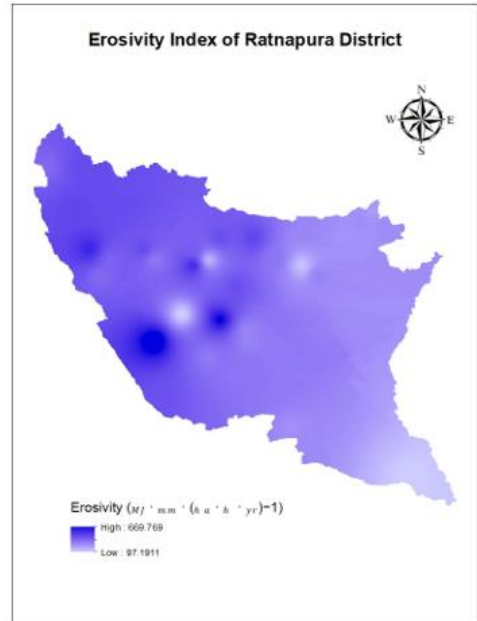 Erosivity Index of Ratnapura District
N
W E
S
Erosivity (MJ · mm · (ha · h · yr)−1)
High : 669.769
Low : 97.1911